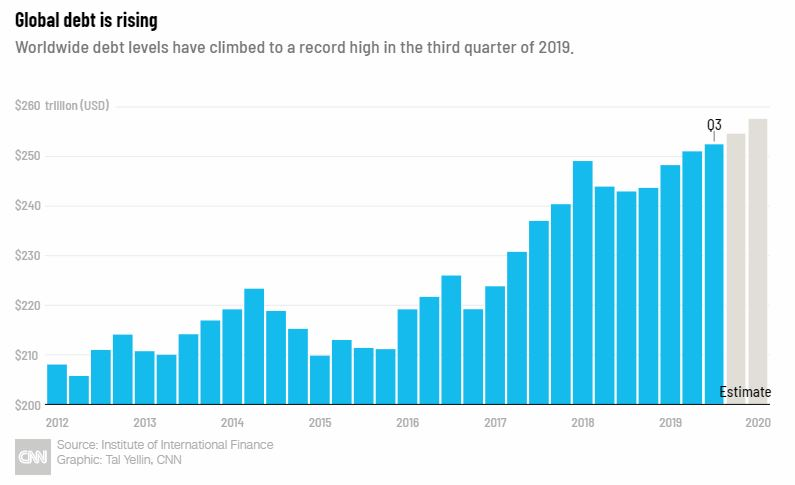 Global debt is rising
Worldwide debt levels have climbed to a record high in the third quarter of 2019.
$260 trillion (USD)
Q3
$250
$240
$230
$220
$210
Estimate
$200
2012 2013 2014 2015 2016 2017 2018 2019 2020
CNN
Source: Institute of International Finance
Graphic: Tal Yellin, CNN